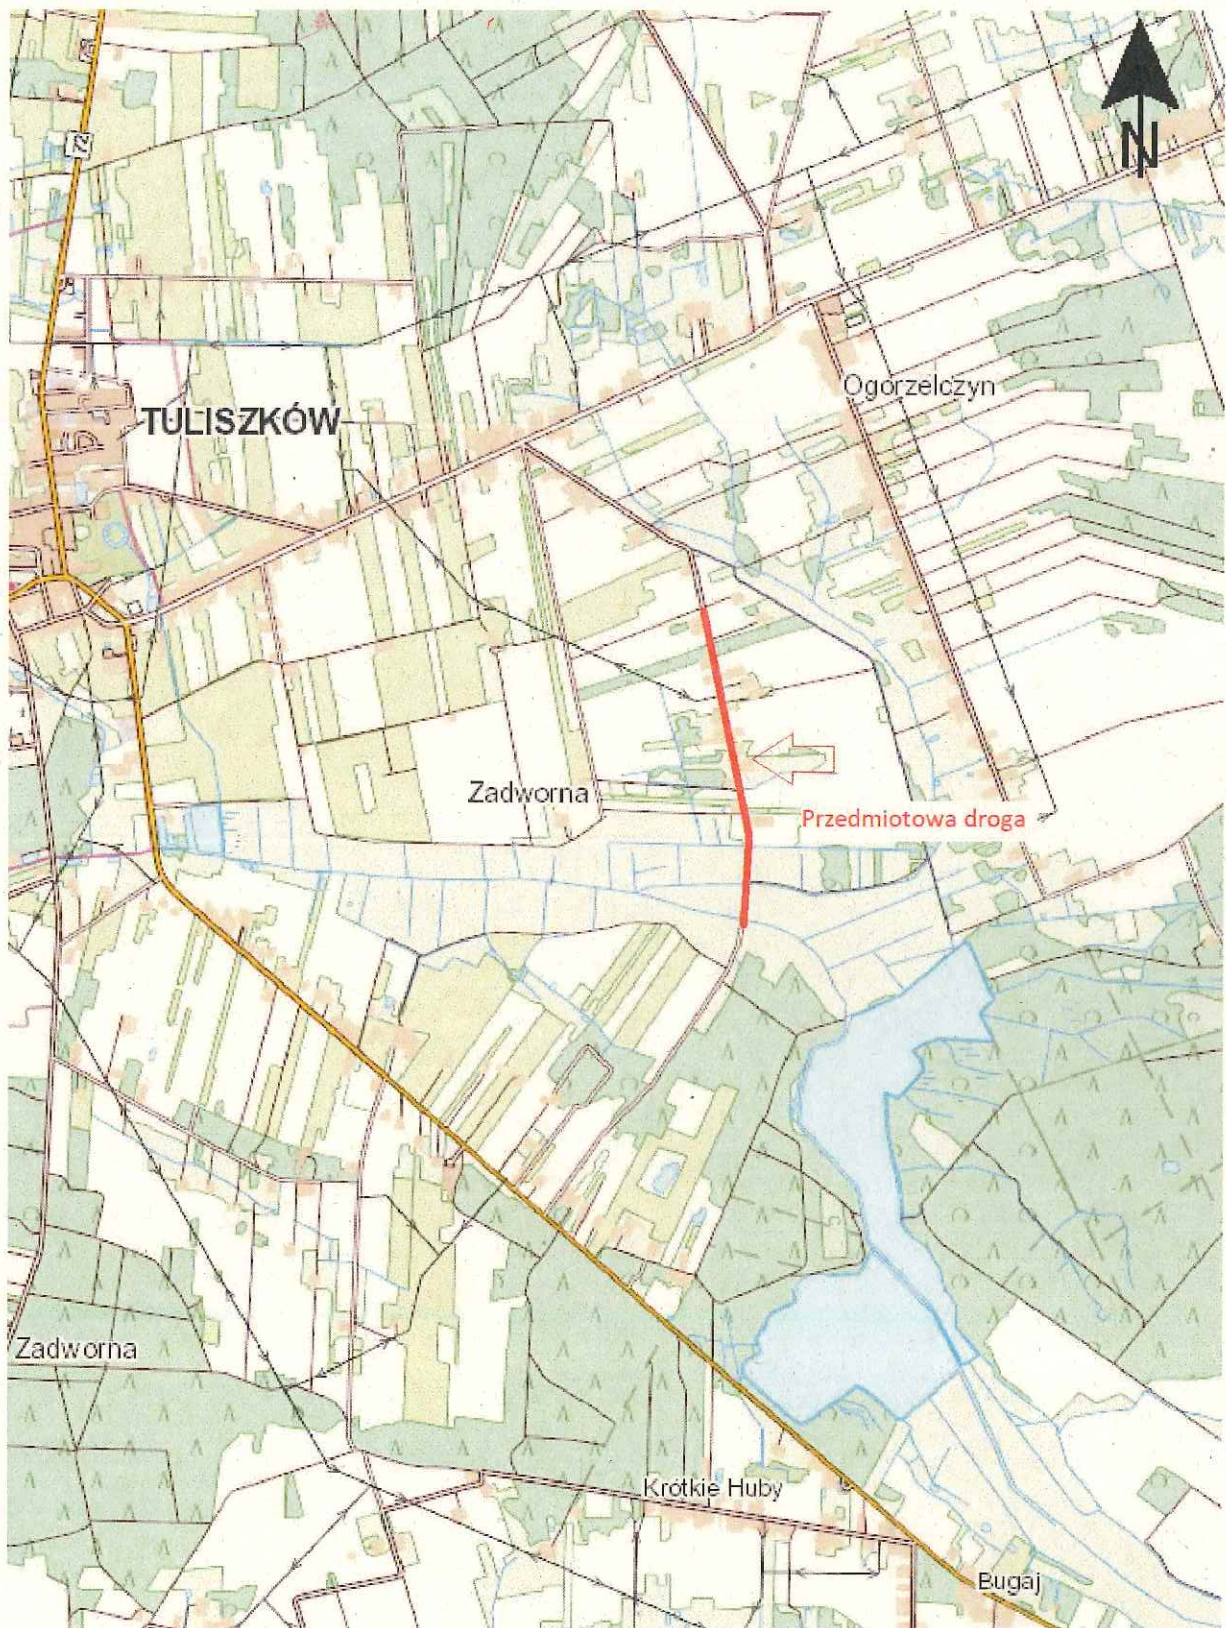 N
72
Ogorzelczyn
TULISZKÓW
Zadworna
Przedmiotowa droga
Zadworna
Krótkie Huby
Bugaj